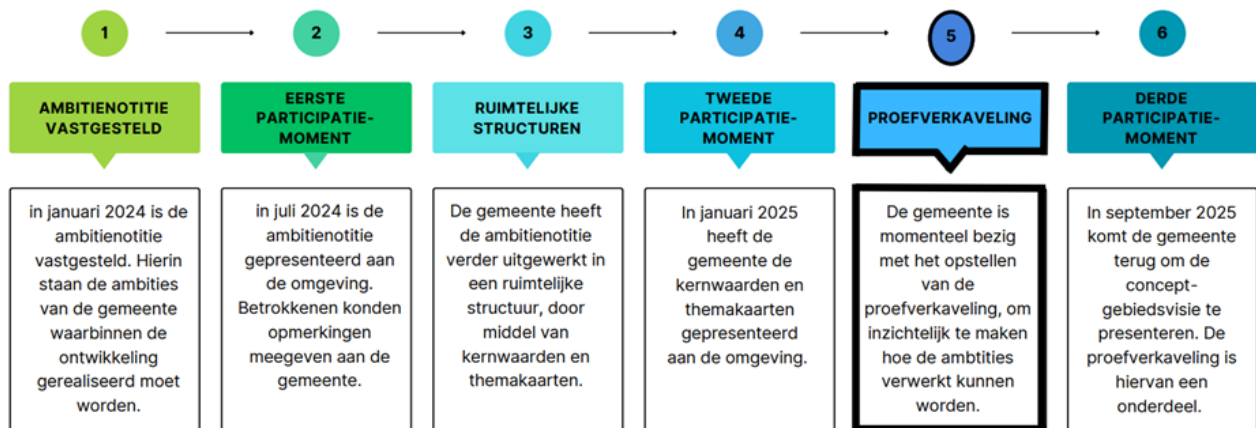 1
2
3
4
5
6
AMBITIENOTITIE
VASTGESTELD
EERSTE
PARTICIPATIE-
MOMENT
RUIMTELIJKE
STRUCTUREN
TWEEDE
PARTICIPATIE-
MOMENT
PROEFVERKAVELING
DERDE
PARTICIPATIE-
MOMENT
in januari 2024 is de
ambitienotitie
vastgesteld. Hierin
staan de ambities
van de gemeente
waarbinnen de
ontwikkeling
gerealiseerd moet
worden.
in juli 2024 is de
ambitienotitie
gepresenteerd aan
de omgeving.
Betrokkenen konden
opmerkingen
meegeven aan de
gemeente.
De gemeente heeft
de ambitienotitie
verder uitgewerkt in
een ruimtelijke
structuur, door
middel van
kernwaarden en
themakaarten.
In januari 2025
heeft de
gemeente de
kernwaarden en
themakaarten
gepresenteerd
aan de omgeving.
De gemeente is
momenteel bezig
met het opstellen
van de
proefverkaveling, om
inzichtelijk te maken
hoe de ambtities
verwerkt kunnen
worden.
In september 2025
komt de gemeente
terug om de
concept-
gebiedsvisie te
presenteren. De
proefverkaveling is
hiervan een
onderdeel.